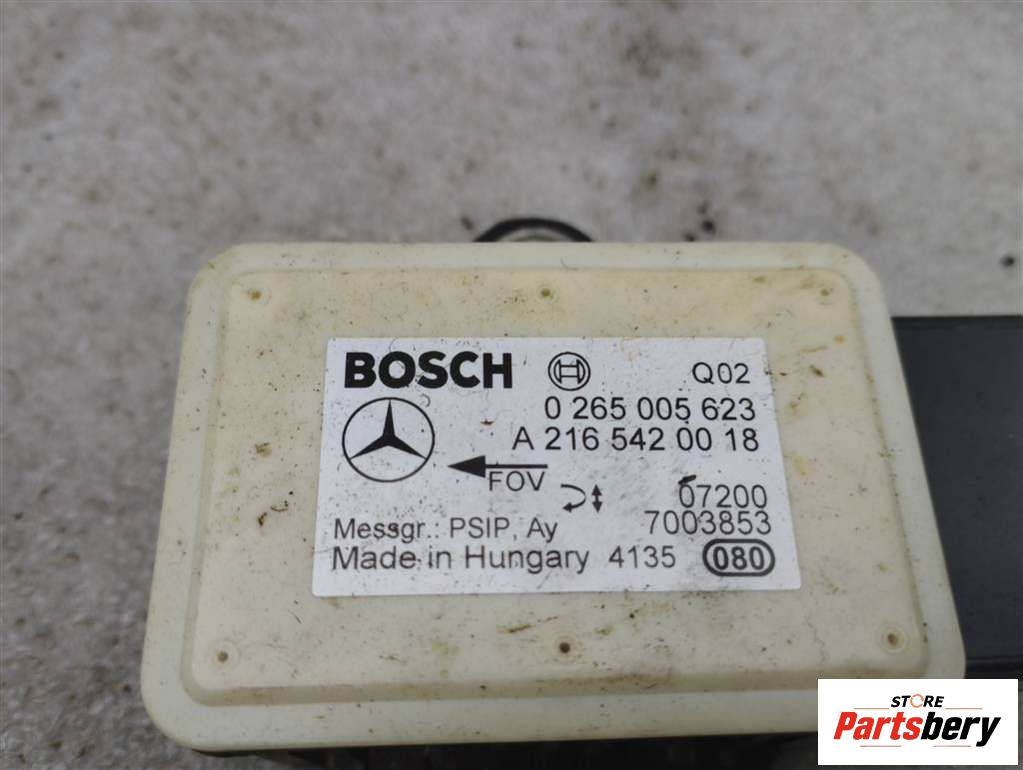 BOSCH Q02
0 265 005 623
A 216 542 00 18
FOV
07200
Messgr.: PSIP, Ay 7003853
Made in Hungary 4135 080
STORE
Partsbery